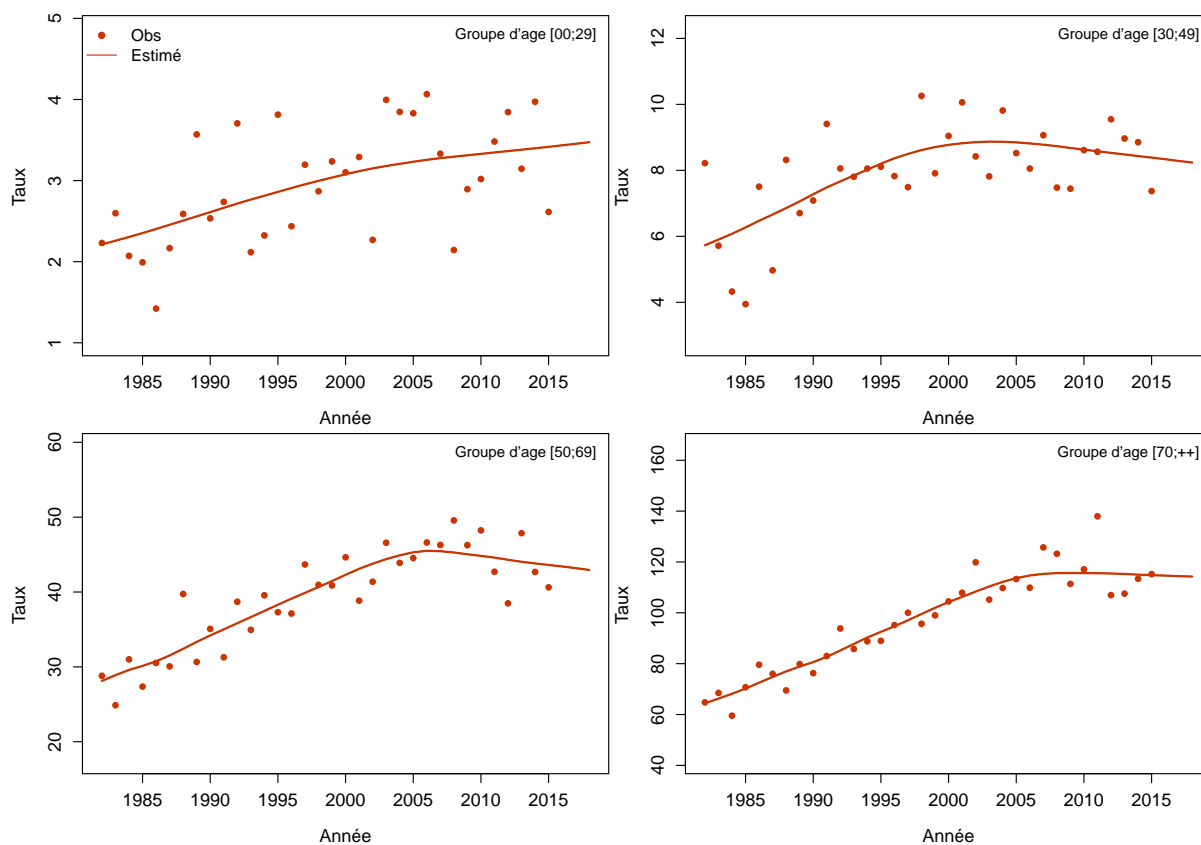 Groupe d'age [00;29]
Obs
Estimé
Taux
5
4
3
2
1
1985 1990 1995 2000 2005 2010 2015
Année
Groupe d'age [30;49]
Taux
12
10
8
6
4
1985 1990 1995 2000 2005 2010 2015
Année
Groupe d'age [50;69]
Taux
60
50
40
30
20
1985 1990 1995 2000 2005 2010 2015
Année
Groupe d'age [70;++]
Taux
160
140
120
100
80
60
40
1985 1990 1995 2000 2005 2010 2015
Année